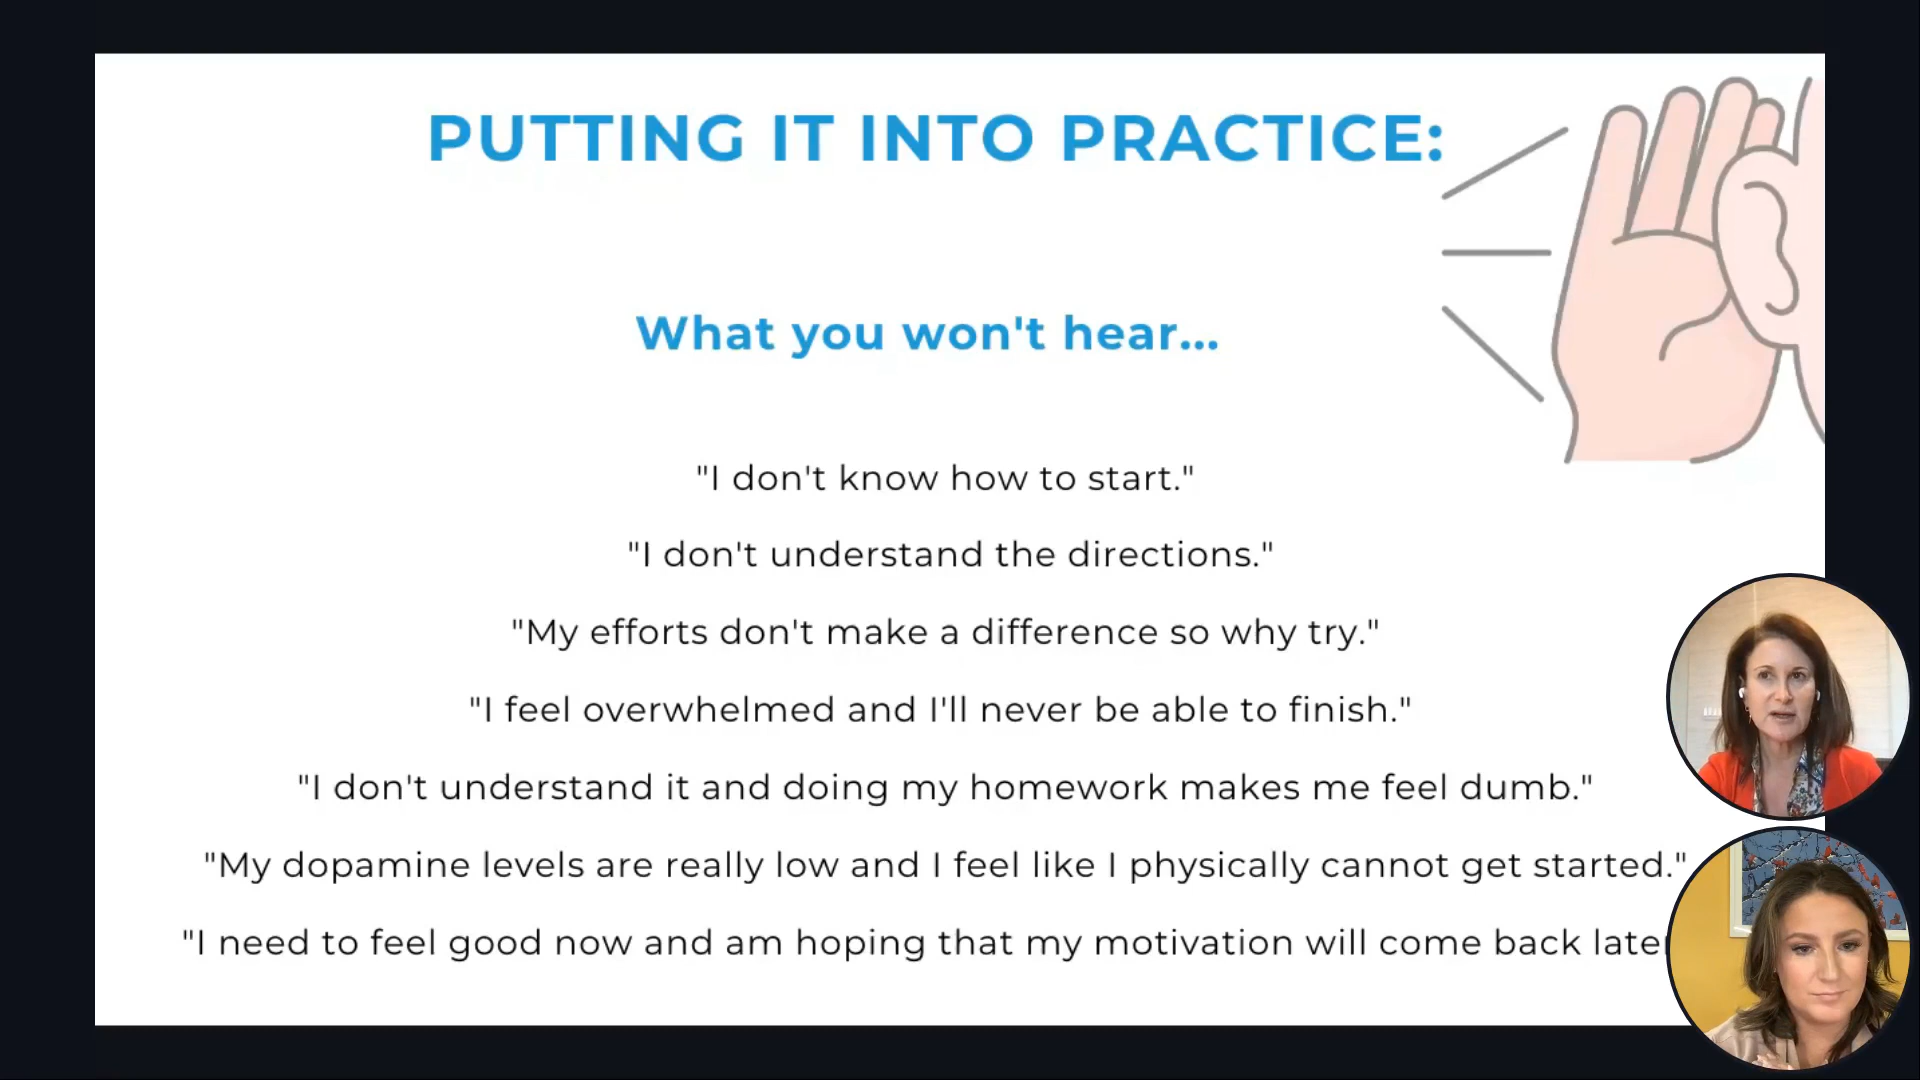 PUTTING IT INTO PRACTICE:
What you won't hear...
"I don't know how to start."
"I don't understand the directions."
"My efforts don't make a difference so why try."
"I feel overwhelmed and I'll never be able to finish."
"I don't understand it and doing my homework makes me feel dumb."
"My dopamine levels are really low and I feel like I physically cannot get started."
"I need to feel good now and am hoping that my motivation will come back later